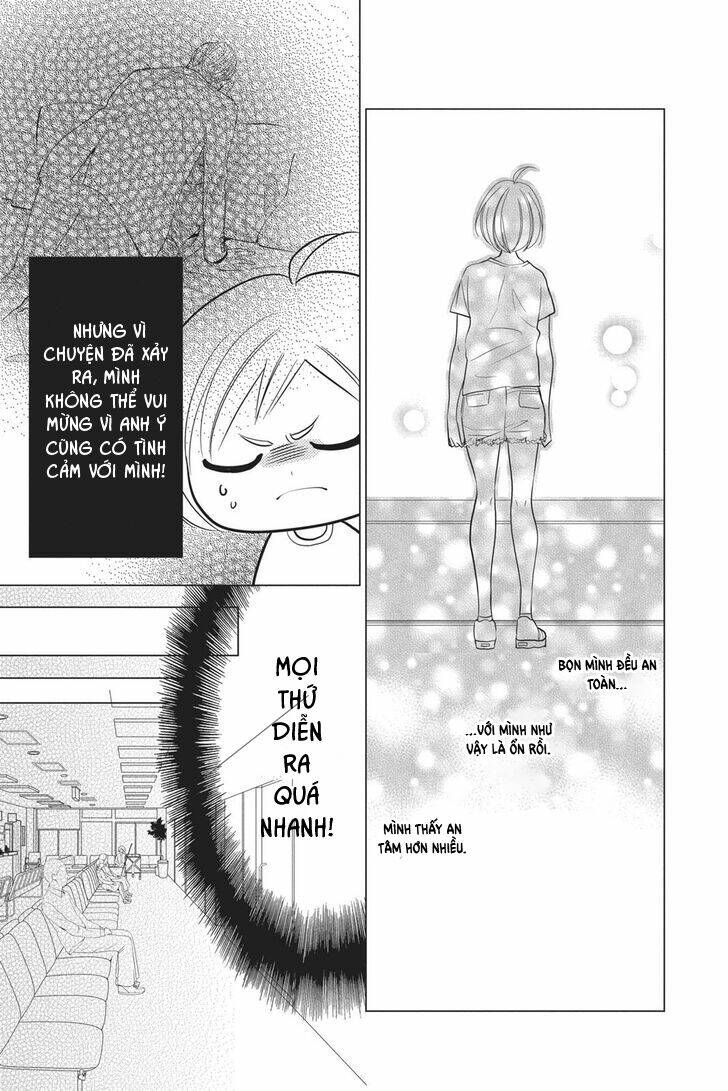 BỌN MÌNH ĐỀU AN
TOÀN...
...VỚI MÌNH NHƯ
VẬY LÀ ỔN RỒI.
MÌNH THẤY AN
TÂM HƠN NHIỀU.
NHƯNG VÌ
CHUYỆN ĐÃ XẢY
RA, MÌNH
KHÔNG THỂ VUI
MỪNG VÌ ANH Ý
CŨNG CÓ TÌNH
CẢM VỚI MÌNH!
MỌI
THỨ
DIỄN
RA
QUÁ
NHANH!